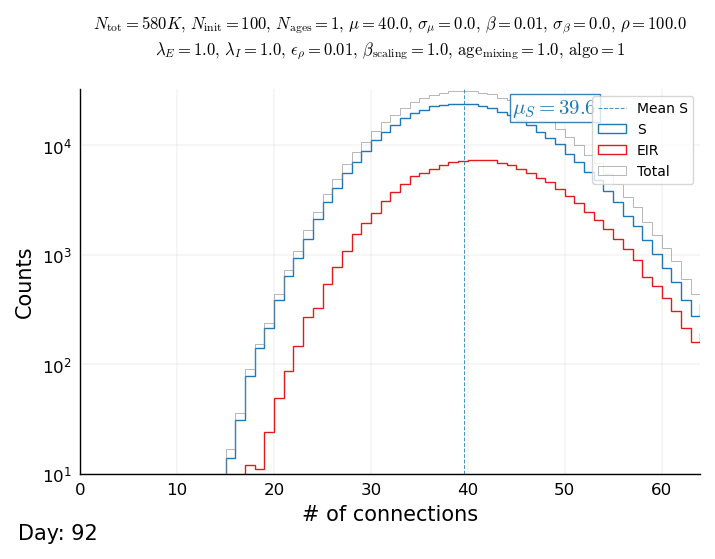 N_tot = 580K, N_init = 100, N_ages = 1, μ = 40.0, σ_μ = 0.0, β = 0.01, σ_β = 0.0, ρ = 100.0
λ_E = 1.0, λ_I = 1.0, ϵ_ρ = 0.01, β_scaling = 1.0, age_mixing = 1.0, algo = 1
μ_S = 39.6
Mean S
S
EIR
Total
10^4
10^3
10^2
10^1
Counts
0 10 20 30 40 50 60
# of connections
Day: 92